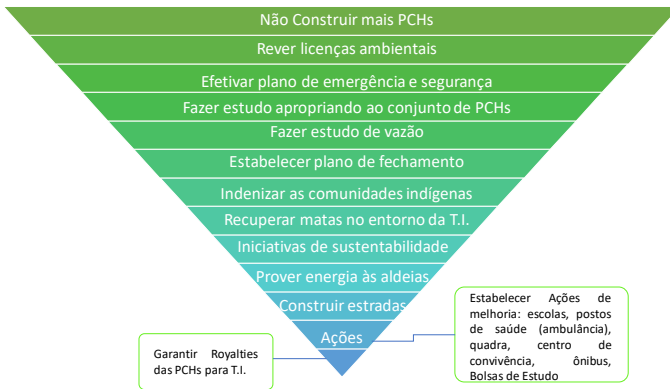 Não Construir mais PCHs
Rever licenças ambientais
Efetivar plano de emergência e segurança
Fazer estudo apropriando ao conjunto de PCHs
Fazer estudo de vazão
Estabelecer plano de fechamento
Indenizar as comunidades indígenas
Recuperar matas no entorno da T.I.
Iniciativas de sustentabilidade
Prover energia às aldeias
Construir estradas
Ações
Estabelecer Ações de
melhoria: escolas, postos
de saúde (ambulância),
quadra, centro de
convivência, ônibus,
Bolsas de Estudo
Garantir Royalties
das PCHs para T.I.